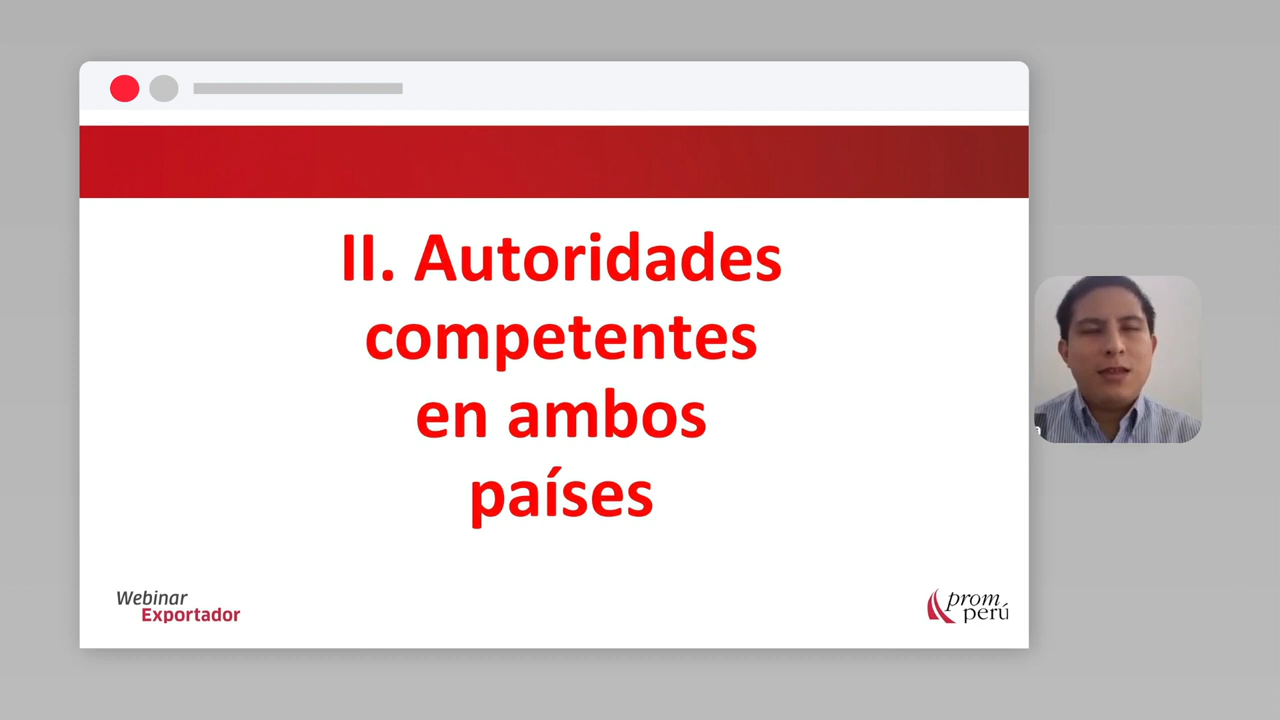 II. Autoridades
competentes
en ambos
países
Webinar
Exportador
prom
perú